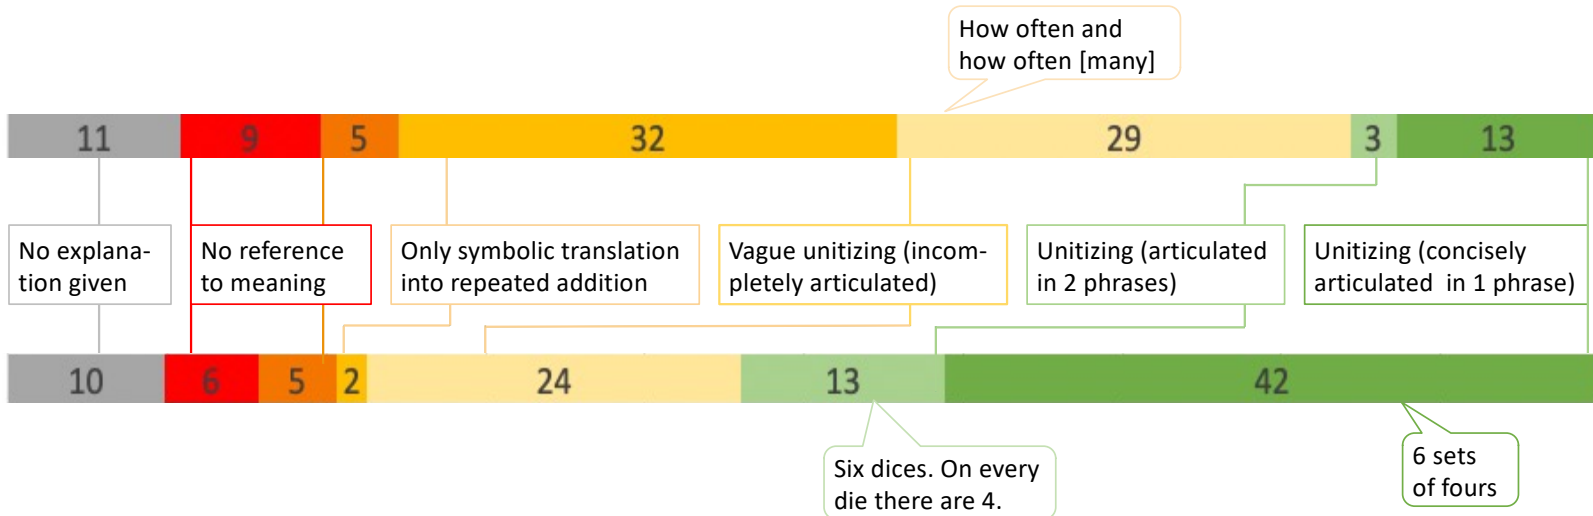 How often and
how often [many]
11 9 5 32 29 3 13
No explana-
tion given
No reference
to meaning
Only symbolic translation
into repeated addition
Vague unitizing (incom-
pletely articulated)
Unitizing (articulated
in 2 phrases)
Unitizing (concisely
articulated in 1 phrase)
10 6 5 2 24 13 42
Six dices. On every
die there are 4.
6 sets
of fours